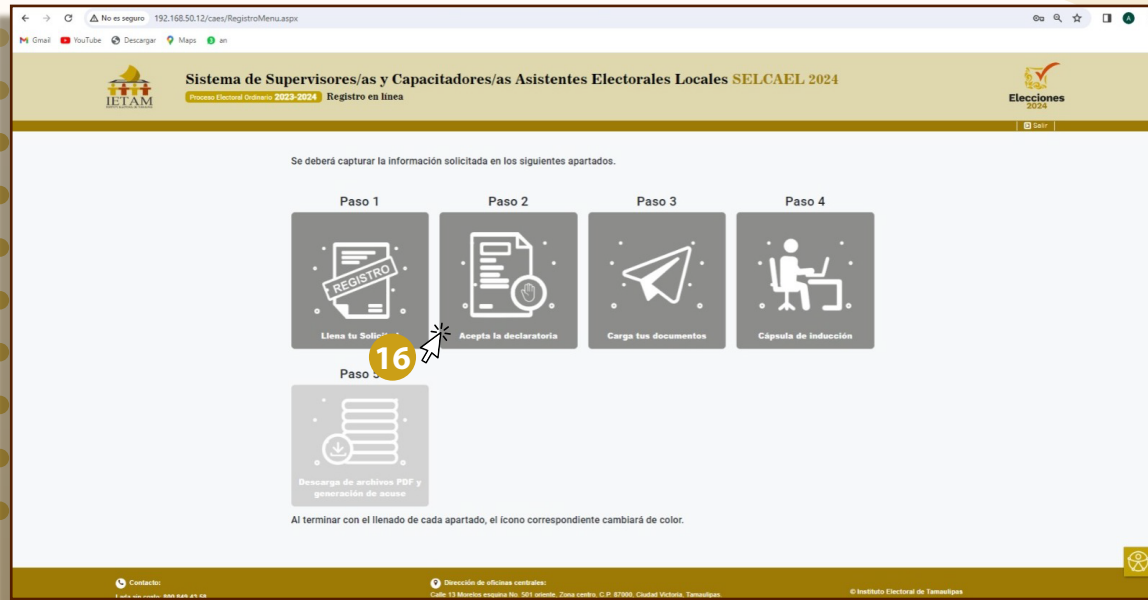 No es seguro 192.168.50.12/caes/RegistroMenu.aspx
A
Gmail YouTube Descargar Maps an
Sistema de Supervisores/as y Capacitadores/as Asistentes Electorales Locales SELCAEL 2024
Proceso Electoral Ordinario 2023-2024 Registro en línea
IETAM
Elecciones
2024
Salir
Se deberá capturar la información solicitada en los siguientes apartados.
Paso 1 Paso 2 Paso 3 Paso 4
REGISTRO
Llena tu Acepta la declaratoria Carga tus documentos Cápsula de inducción
16
Paso
Descarga de archivos PDF y
generación de acuse
Al terminar con el llenado de cada apartado, el ícono correspondiente cambiará de color.
Contacto: Dirección de oficinas centrales:
Calle 13 Morelos esquina No. 501 oriente, Zona centro, C.P. 87000, Ciudad Victoria, Tamaulipas.
© Instituto Electoral de Tamaulipas